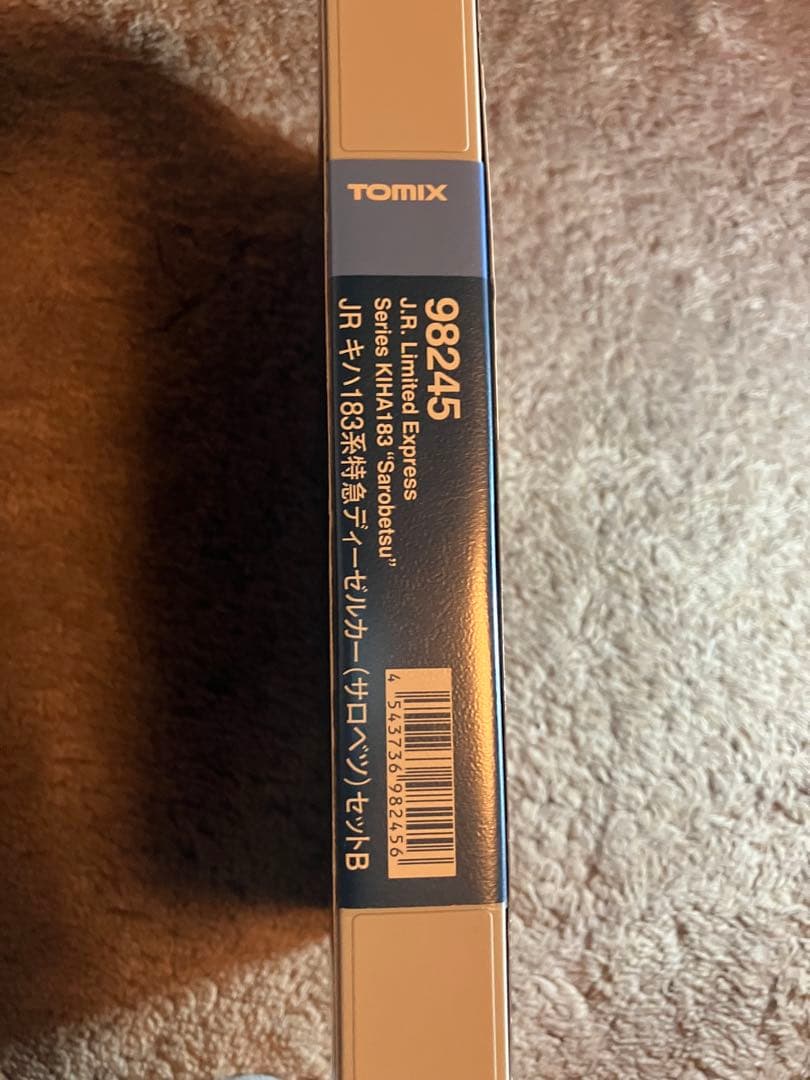 TOMIX
98245
J.R. Limited Express
Series KIHA183 “Sarobetsu”
JR キハ183系特急ディーゼルカー(サロベツ)セットB
4 543736 982456